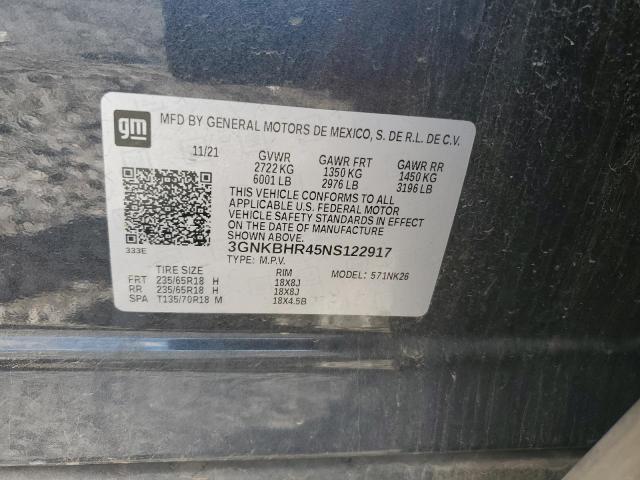 gm MFD BY GENERAL MOTORS DE MEXICO, S. DE R.L. DE C.V.
11/21 GVWR GAWR FRT GAWR RR
2722 KG 1350 KG 1450 KG
6001 LB 2976 LB 3196 LB
THIS VEHICLE CONFORMS TO ALL
APPLICABLE U.S. FEDERAL MOTOR
VEHICLE SAFETY STANDARDS IN EFFECT
ON THE DATE OF MANUFACTURE
SHOWN ABOVE.
333E 3GNKBHR45NS122917
TYPE: M.P.V.
TIRE SIZE RIM MODEL: 571NK26
FRT 235/65R18 H 18X8J
RR 235/65R18 H 18X8J
SPA T135/70R18 M 18X4.5B